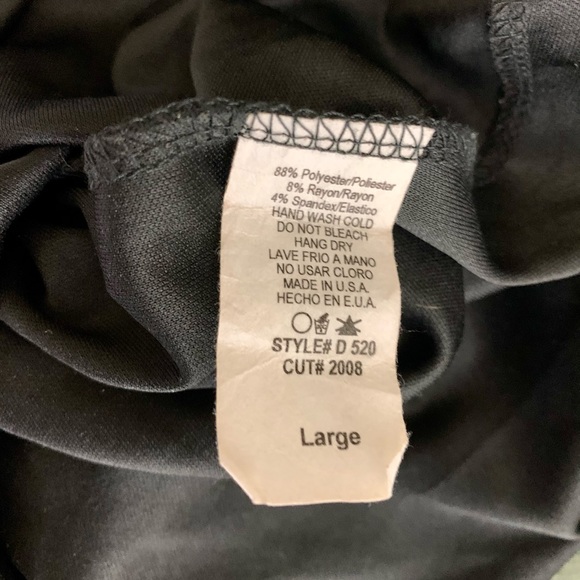 88% Polyester/Poliester
8% Rayon/Rayon
4% Spandex/Elastico
HAND WASH COLD
DO NOT BLEACH
HANG DRY
LAVE FRIO A MANO
NO USAR CLORO
MADE IN U.S.A.
HECHO EN E.U.A.
STYLE# D 520
CUT# 2008
Large